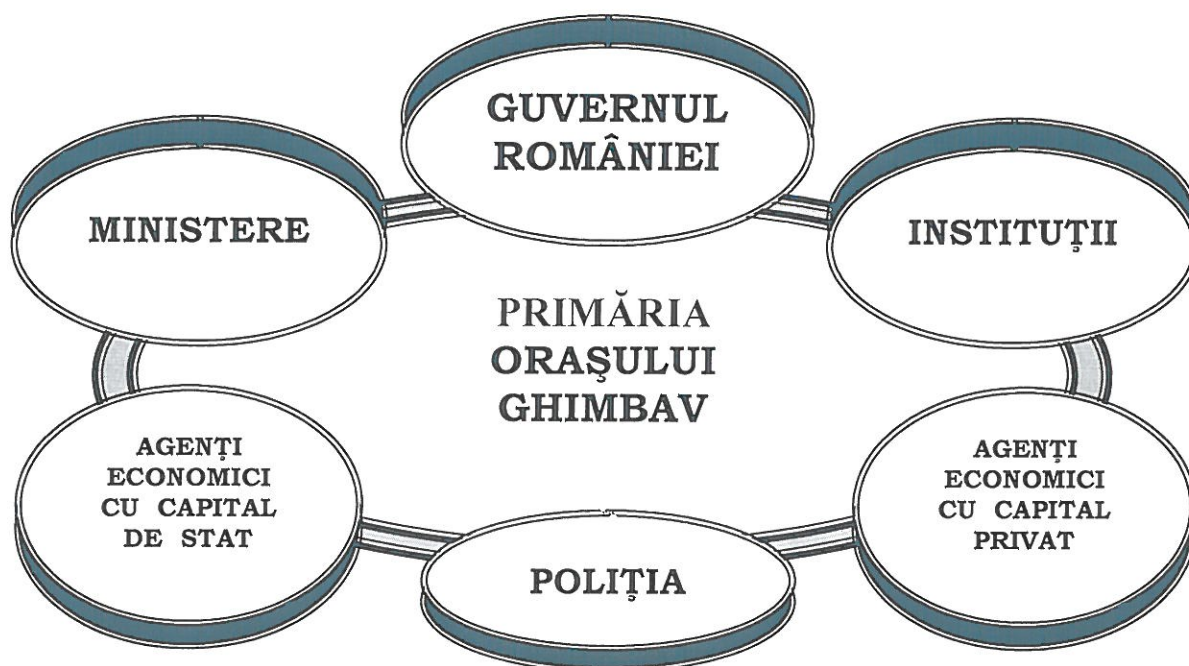 GUVERNUL
ROMÂNIEI
MINISTERE
INSTITUȚII
PRIMĂRIA
ORAŞULUI
GHIMBAV
AGENȚI
ECONOMICI
CU CAPITAL
DE STAT
AGENȚI
ECONOMICI
CU CAPITAL
PRIVAT
POLIȚIA